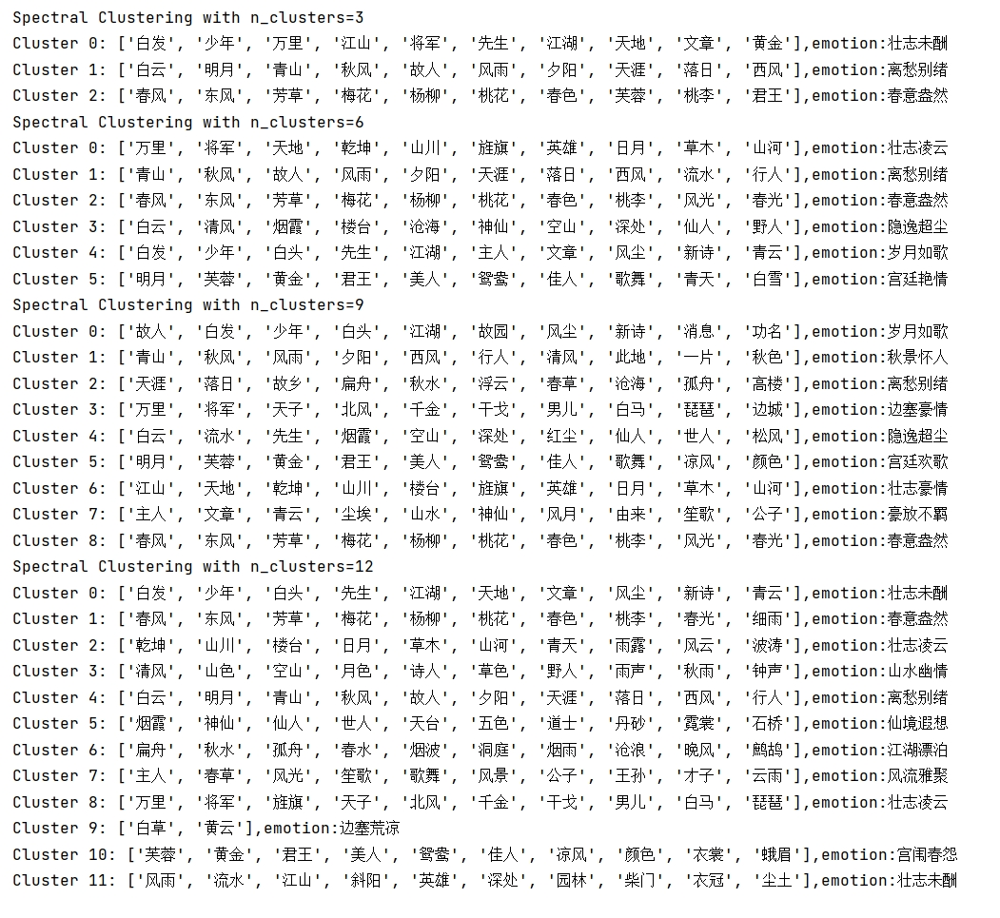 Spectral Clustering with n_clusters=3
Cluster 0: ['白发', '少年', '万里', '江山', '将军', '先生', '江湖', '天地', '文章', '黄金'],emotion:壮志未酬
Cluster 1: ['白云', '明月', '青山', '秋风', '故人', '风雨', '夕阳', '天涯', '落日', '西风'],emotion:离愁别绪
Cluster 2: ['春风', '东风', '芳草', '梅花', '杨柳', '桃花', '春色', '芙蓉', '桃李', '君王'],emotion:春意盎然
Spectral Clustering with n_clusters=6
Cluster 0: ['万里', '将军', '天地', '乾坤', '山川', '旌旗', '英雄', '日月', '草木', '山河'],emotion:壮志凌云
Cluster 1: ['青山', '秋风', '故人', '风雨', '夕阳', '天涯', '落日', '西风', '流水', '行人'],emotion:离愁别绪
Cluster 2: ['春风', '东风', '芳草', '梅花', '杨柳', '桃花', '春色', '桃李', '风光', '春光'],emotion:春意盎然
Cluster 3: ['白云', '清风', '烟霞', '楼台', '沧海', '神仙', '空山', '深处', '仙人', '野人'],emotion:隐逸超尘
Cluster 4: ['白发', '少年', '白头', '先生', '江湖', '主人', '文章', '风尘', '新诗', '青云'],emotion:岁月如歌
Cluster 5: ['明月', '芙蓉', '黄金', '君王', '美人', '鸳鸯', '佳人', '歌舞', '青天', '白雪'],emotion:宫廷艳情
Spectral Clustering with n_clusters=9
Cluster 0: ['故人', '白发', '少年', '白头', '江湖', '故园', '风尘', '新诗', '消息', '功名'],emotion:岁月如歌
Cluster 1: ['青山', '秋风', '风雨', '夕阳', '西风', '行人', '清风', '此地', '一片', '秋色'],emotion:秋景怀人
Cluster 2: ['天涯', '落日', '故乡', '扁舟', '秋水', '浮云', '春草', '沧海', '孤舟', '高楼'],emotion:离愁别绪
Cluster 3: ['万里', '将军', '天子', '北风', '千金', '干戈', '男儿', '白马', '琵琶', '边城'],emotion:边塞豪情
Cluster 4: ['白云', '流水', '先生', '烟霞', '空山', '深处', '红尘', '仙人', '世人', '松风'],emotion:隐逸超尘
Cluster 5: ['明月', '芙蓉', '黄金', '君王', '美人', '鸳鸯', '佳人', '歌舞', '凉风', '颜色'],emotion:宫廷欢歌
Cluster 6: ['江山', '天地', '乾坤', '山川', '楼台', '旌旗', '英雄', '日月', '草木', '山河'],emotion:壮志豪情
Cluster 7: ['主人', '文章', '青云', '尘埃', '山水', '神仙', '风月', '由来', '笙歌', '公子'],emotion:豪放不羁
Cluster 8: ['春风', '东风', '芳草', '梅花', '杨柳', '桃花', '春色', '桃李', '风光', '春光'],emotion:春意盎然
Spectral Clustering with n_clusters=12
Cluster 0: ['白发', '少年', '白头', '先生', '江湖', '天地', '文章', '风尘', '新诗', '青云'],emotion:壮志未酬
Cluster 1: ['春风', '东风', '芳草', '梅花', '杨柳', '桃花', '春色', '桃李', '春光', '细雨'],emotion:春意盎然
Cluster 2: ['乾坤', '山川', '楼台', '日月', '草木', '山河', '青天', '雨露', '风云', '波涛'],emotion:壮志凌云
Cluster 3: ['清风', '山色', '空山', '月色', '诗人', '草色', '野人', '雨声', '秋雨', '钟声'],emotion:山水幽情
Cluster 4: ['白云', '明月', '青山', '秋风', '故人', '夕阳', '天涯', '落日', '西风', '行人'],emotion:离愁别绪
Cluster 5: ['烟霞', '神仙', '仙人', '世人', '天台', '五色', '道士', '丹砂', '霓裳', '石桥'],emotion:仙境遐想
Cluster 6: ['扁舟', '秋水', '孤舟', '春水', '烟波', '洞庭', '烟雨', '沧浪', '晚风', '鹧鸪'],emotion:江湖漂泊
Cluster 7: ['主人', '春草', '风光', '笙歌', '歌舞', '风景', '公子', '王孙', '才子', '云雨'],emotion:风流雅聚
Cluster 8: ['万里', '将军', '旌旗', '天子', '北风', '千金', '干戈', '男儿', '白马', '琵琶'],emotion:壮志凌云
Cluster 9: ['白草', '黄云'],emotion:边塞荒凉
Cluster 10: ['芙蓉', '黄金', '君王', '美人', '鸳鸯', '佳人', '凉风', '颜色', '衣裳', '蛾眉'],emotion:宫闱春怨
Cluster 11: ['风雨', '流水', '江山', '斜阳', '英雄', '深处', '园林', '柴门', '衣冠', '尘土'],emotion:壮志未酬